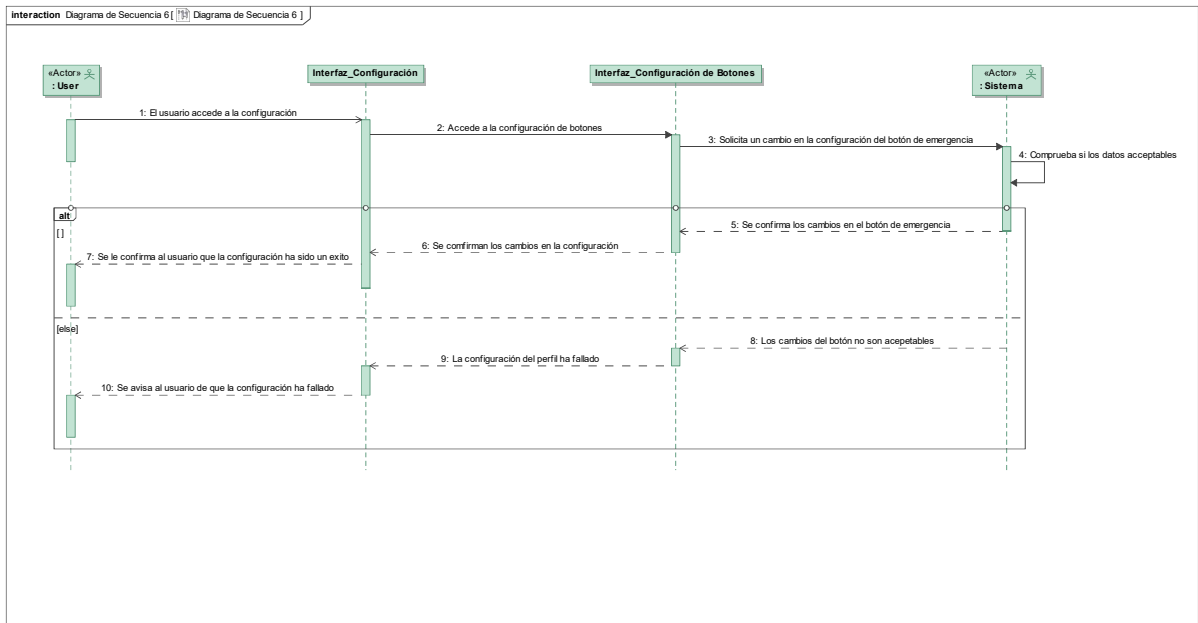 interaction Diagrama de Secuencia 6 [ Diagrama de Secuencia 6 ]
«Actor»
: User
Interfaz_Configuración
Interfaz_Configuración de Botones
«Actor»
: Sistema
1: El usuario accede a la configuración
2: Accede a la configuración de botones
3: Solicita un cambio en la configuración del botón de emergencia
4: Comprueba si los datos acceptables
alt
[ ]
5: Se confirma los cambios en el botón de emergencia
6: Se comfirman los cambios en la configuración
7: Se le confirma al usuario que la configuración ha sido un exito
[else]
8: Los cambios del botón no son acepetables
9: La configuración del perfil ha fallado
10: Se avisa al usuario de que la configuración ha fallado